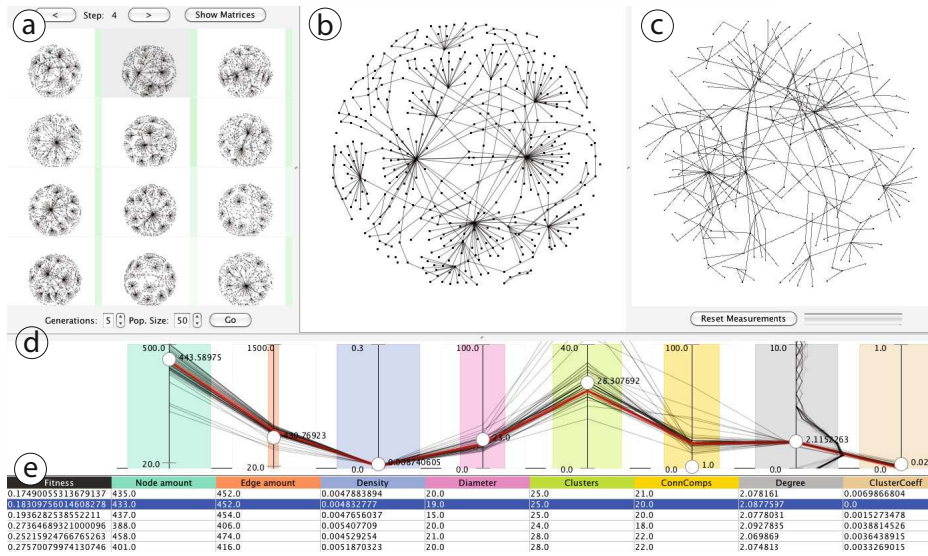 a
<
Step: 4
>
Show Matrices
b
c
Generations: 5 Pop. Size: 50 Go
Reset Measurements
d
500.0 1500.0 0.3 100.0 40.0 100.0 10.0 1.0
443.58975
28.307692
430.76923
23.0
2.1152263
0.008740605
1.0
0.02
20.0 20.0 0.0 0.0 0.0 0.0 0.0 0.0
e
Fitness Node amount Edge amount Density Diameter Clusters ConnComps Degree ClusterCoeff
0.17490055313679137 435.0 452.0 0.0047883894 20.0 25.0 21.0 2.078161 0.0069866804
0.18309756014608278 433.0 452.0 0.004832777 19.0 25.0 20.0 2.0877597 0.0
0.1936282538552211 437.0 454.0 0.0047656037 15.0 25.0 20.0 2.0778031 0.0015273478
0.27364689321000096 388.0 406.0 0.005407709 20.0 24.0 18.0 2.0927835 0.0038814526
0.25215924766765263 458.0 474.0 0.004529254 21.0 28.0 22.0 2.069869 0.0036438915
0.27570079974130746 401.0 416.0 0.0051870323 20.0 28.0 22.0 2.074813 0.0033269015